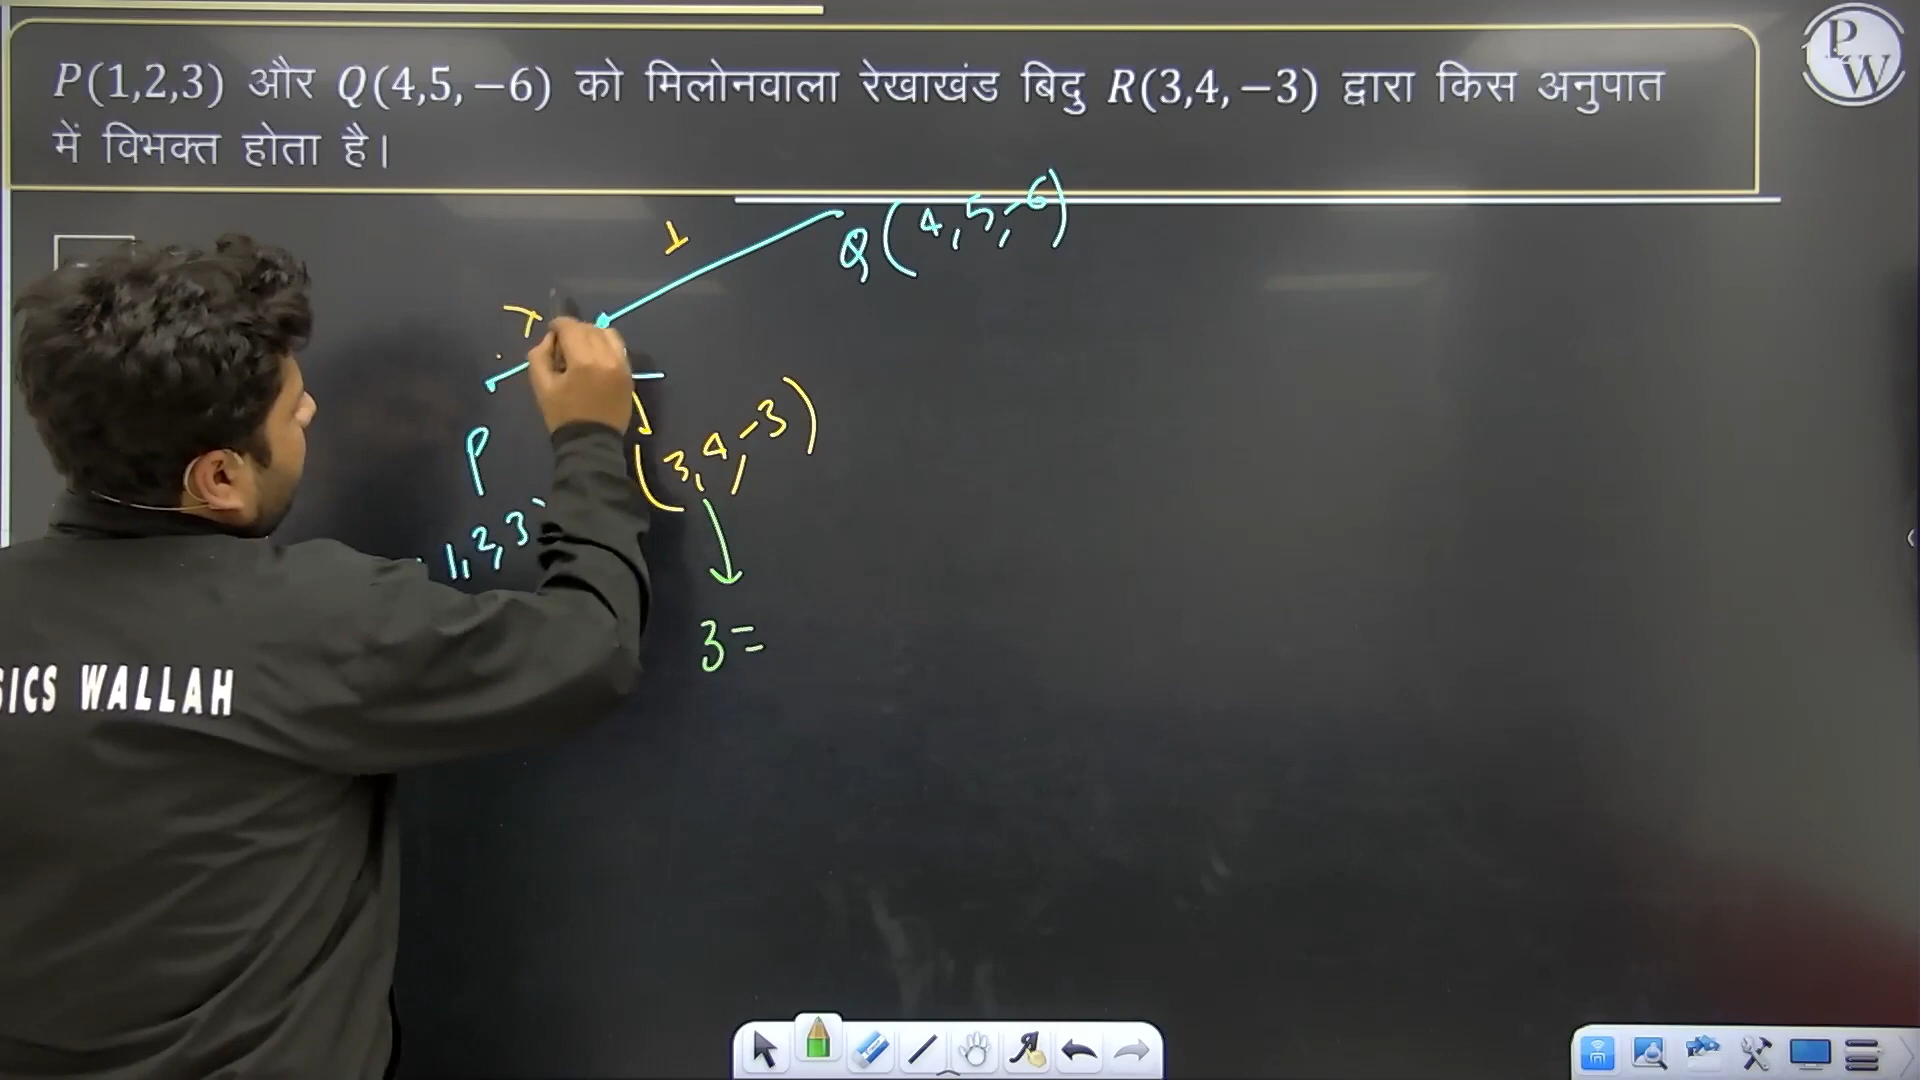 P(1,2,3) और Q(4,5,−6) को मिलोनवाला रेखाखंड बिदु R(3,4,−3) द्वारा किस अनुपात
में विभक्त होता है।
PW
1
Q(4,5,-6)
λ
P
(3,4,-3)
1,2,3
3=
SICS WALLAH